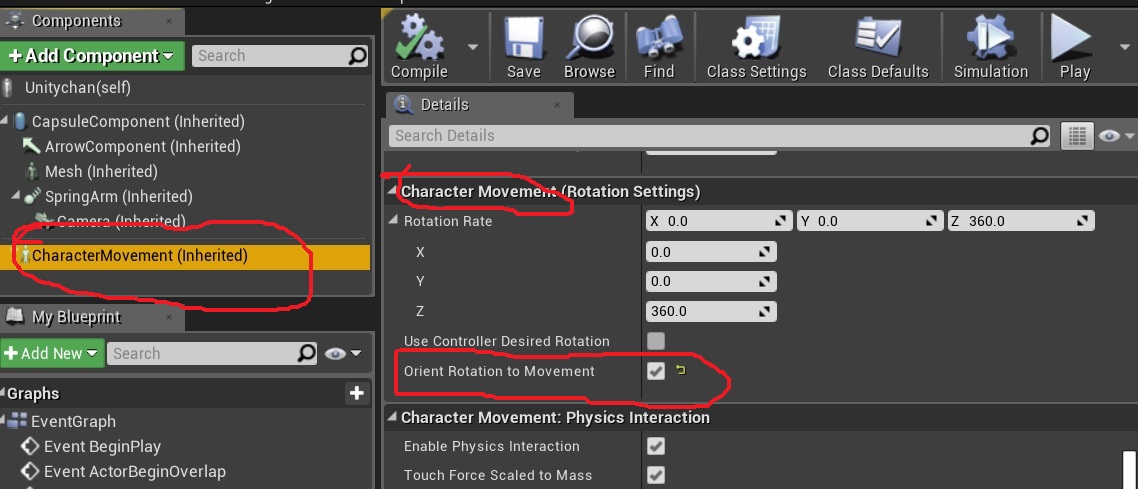 Components
+ Add Component
Search
Unitychan(self)
CapsuleComponent (Inherited)
ArrowComponent (Inherited)
Mesh (Inherited)
SpringArm (Inherited)
Camera (Inherited)
CharacterMovement (Inherited)
My Blueprint
+ Add New
Search
Graphs
EventGraph
Event BeginPlay
Event ActorBeginOverlap
Compile
Save
Browse
Find
Class Settings
Class Defaults
Simulation
Play
Details
Search Details
Character Movement (Rotation Settings)
Rotation Rate X 0.0 Y 0.0 Z 360.0
X 0.0
Y 0.0
Z 360.0
Use Controller Desired Rotation
Orient Rotation to Movement
Character Movement: Physics Interaction
Enable Physics Interaction
Touch Force Scaled to Mass